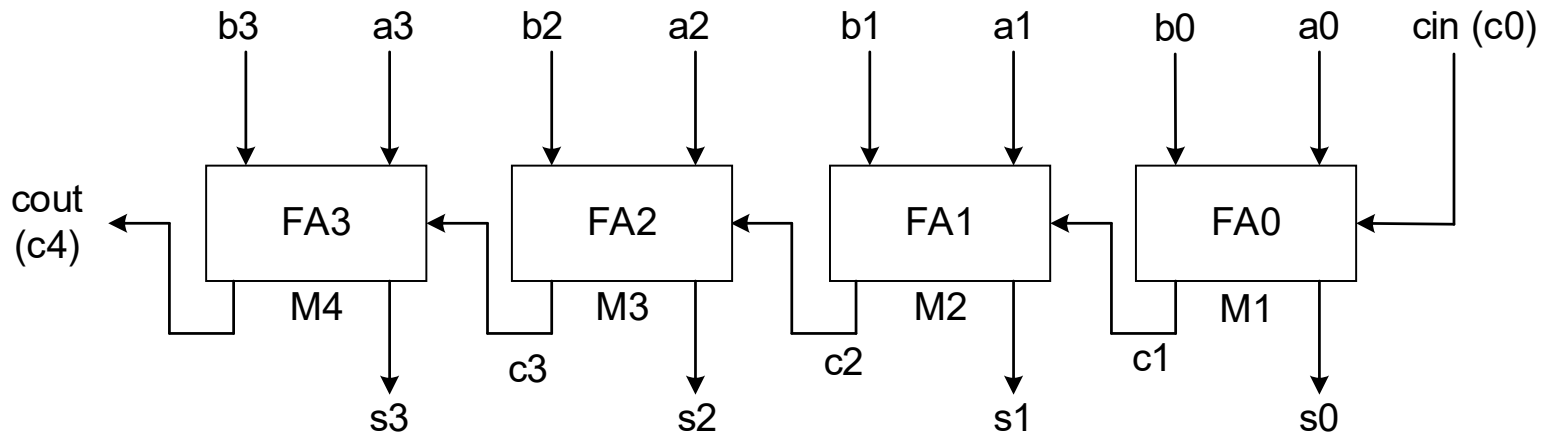 b3 a3 b2 a2 b1 a1 b0 a0 cin (c0)
cout
(c4)
FA3 FA2 FA1 FA0
M4 M3 M2 M1
c3 c2 c1
s3 s2 s1 s0